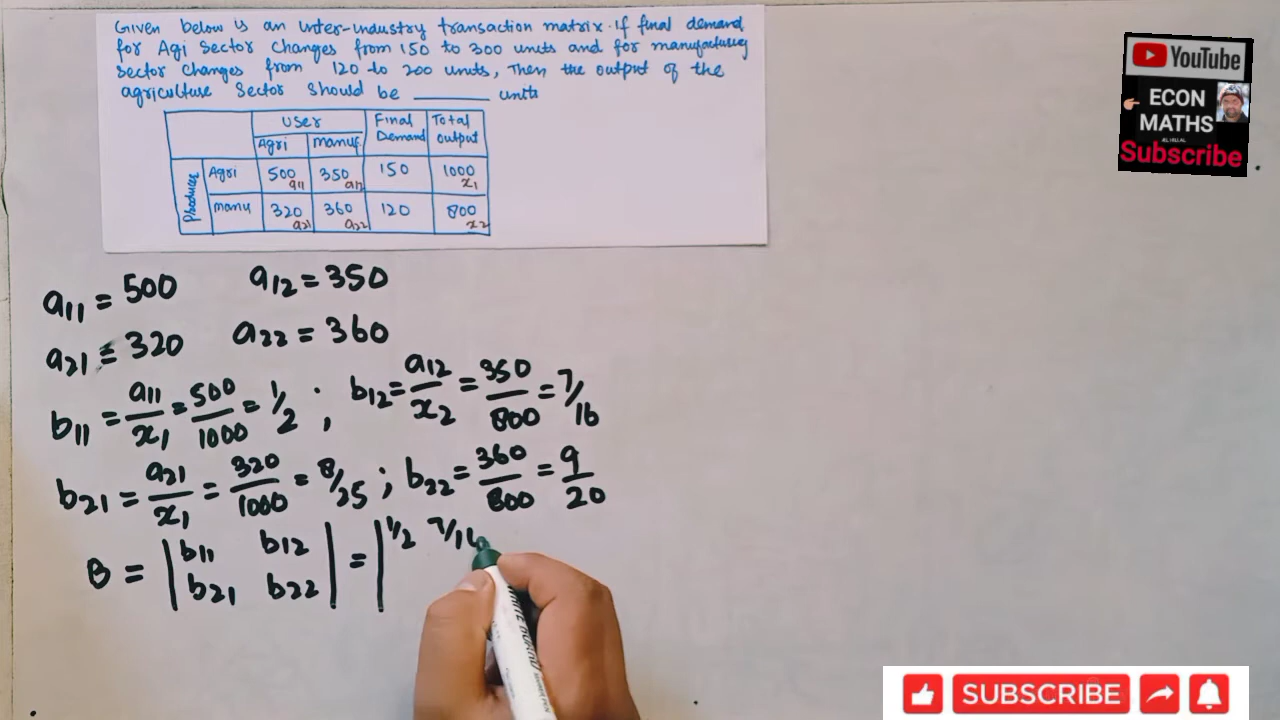 Given below is an inter-industry transaction matrix. If final demand
for Agi Sector Changes from 150 to 300 units and for manufacturing
Sector Changes from 120 to 200 units, Then the output of the
agriculture Sector Should be ________ units
User
Final Demand
Total output
Agri
manuf.
Producer
Agri
500
a11
350
a12
150
1000
x1
manu
320
a21
360
a22
120
800
x2
a11 = 500 a12 = 350
a21 = 320 a22 = 360
b11 = a11/x1 = 500/1000 = 1/2 ; b12 = a12/x2 = 350/800 = 7/16
b21 = a21/x1 = 320/1000 = 8/25 ; b22 = 360/800 = 9/20
B = | b11 b12 | = | 1/2 7/16
b21 b22
YouTube
ECON
MATHS
Subscribe
SUBSCRIBE